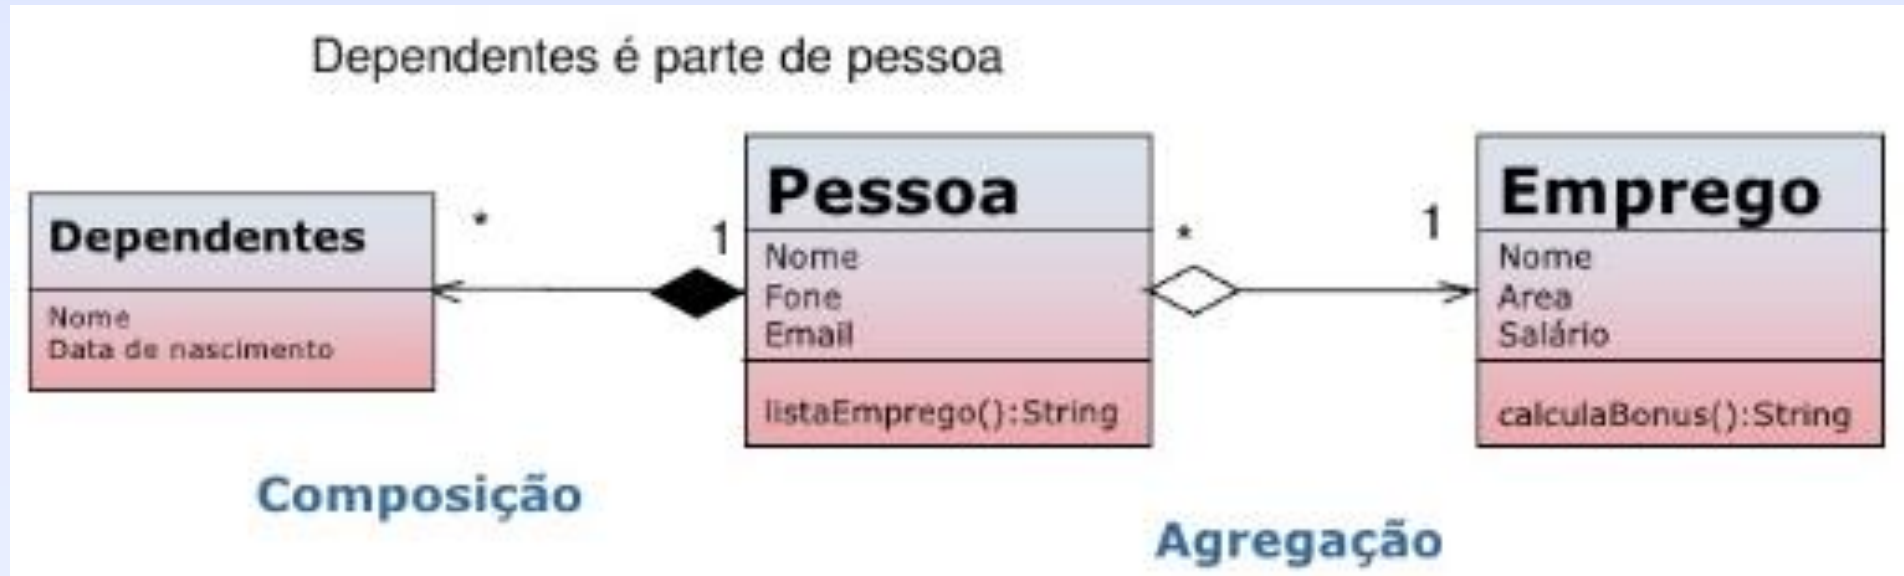 Dependentes é parte de pessoa
Dependentes
Nome
Data de nascimento
*
1
Pessoa
Nome
Fone
Email
listaEmprego():String
*
1
Emprego
Nome
Area
Salário
calculaBonus():String
Composição
Agregação